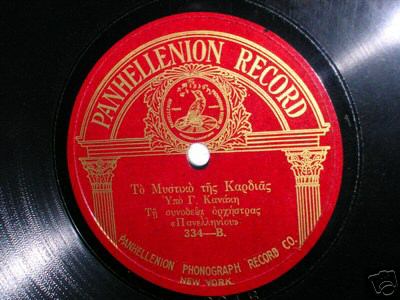 PANHELLENION RECORD
Τὸ Μυστικὸ τῆς Καρδιᾶς
Ὑπὸ Γ. Κανάκη
Τῇ συνοδείᾳ ὀρχήστρας
«Πανελληνίου»
334—B.
PANHELLENION PHONOGRAPH RECORD CO.
NEW YORK.